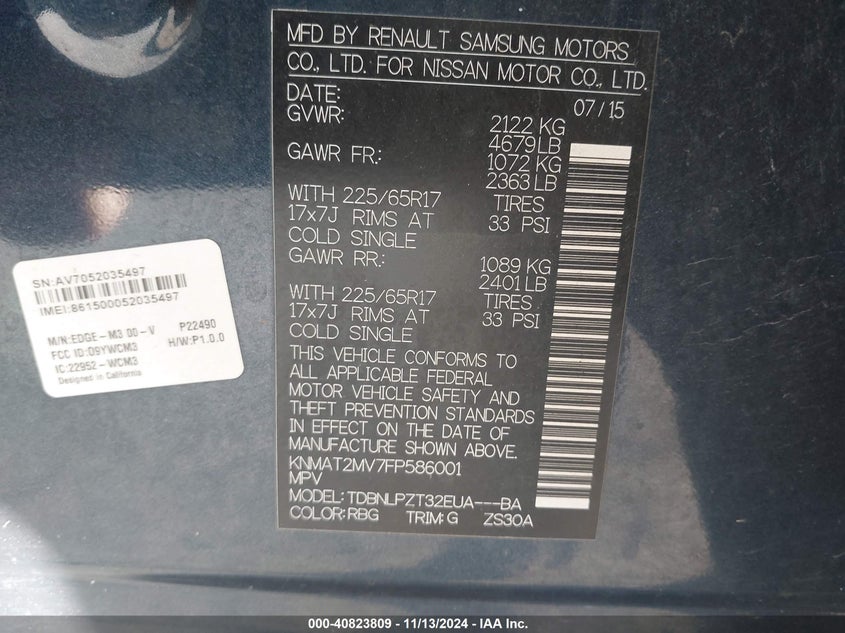 MFD BY RENAULT SAMSUNG MOTORS
CO., LTD. FOR NISSAN MOTOR CO., LTD.
DATE: 07/15
GVWR: 2122 KG
4679LB
GAWR FR: 1072 KG
2363 LB
WITH 225/65R17 TIRES
17x7J RIMS AT 33 PSI
COLD SINGLE
GAWR RR: 1089 KG
2401 LB
WITH 225/65R17 TIRES
17x7J RIMS AT 33 PSI
COLD SINGLE
THIS VEHICLE CONFORMS TO
ALL APPLICABLE FEDERAL
MOTOR VEHICLE SAFETY AND
THEFT PREVENTION STANDARDS
IN EFFECT ON THE DATE OF
MANUFACTURE SHOWN ABOVE.
KNMAT2MV7FP586001
MPV
MODEL: TDBNLPZT32EUA---BA
COLOR:RBG TRIM:G ZS30A
SN:AV7052035497
IMEI:861500052035497
M/N:EDGE-M3 00-V P22490
FCC ID:O9YWCM3 H/W:P1.0.0
IC:22952-WCM3
Designed in California
000-40823809 - 11/13/2024 - IAA Inc.